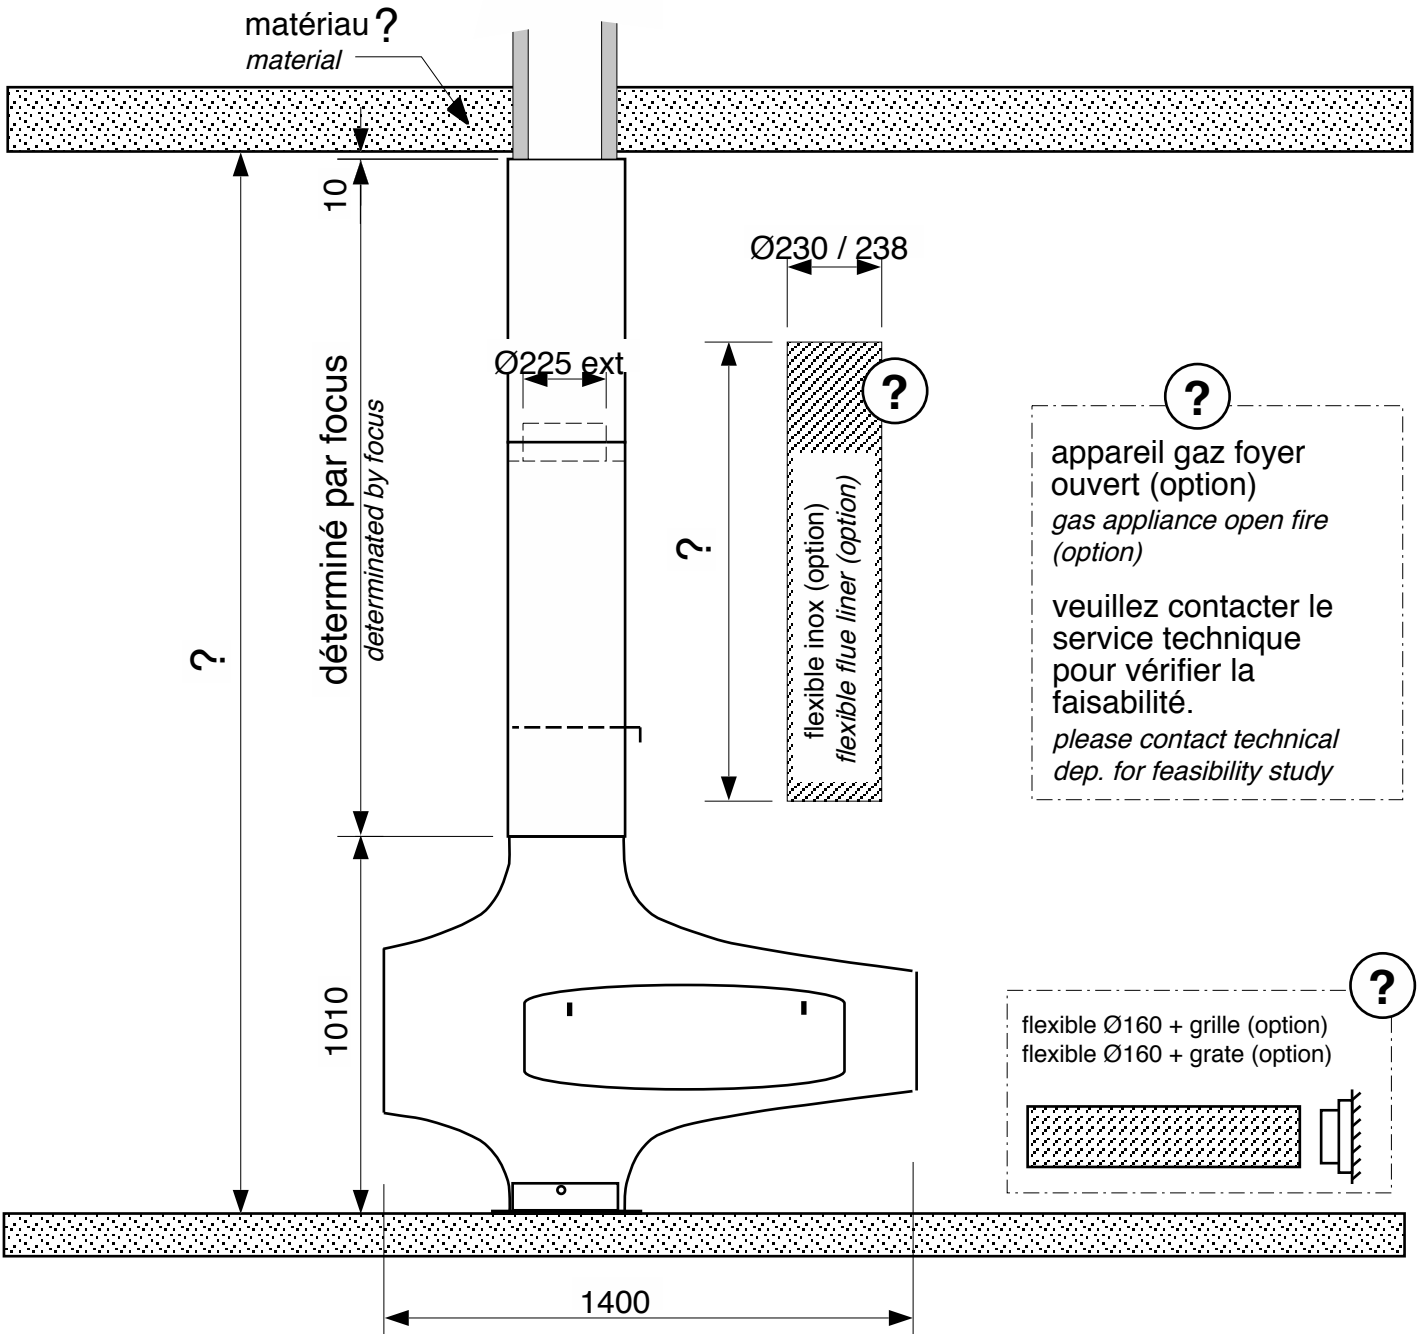 matériau ?
material
10
Ø230 / 238
Ø225 ext
?
déterminé par focus
determinated by focus
?
?
flexible inox (option)
flexible flue liner (option)
?
appareil gaz foyer
ouvert (option)
gas appliance open fire
(option)
veuillez contacter le
service technique
pour vérifier la
faisabilité.
please contact technical
dep. for feasibility study
1010
?
flexible Ø160 + grille (option)
flexible Ø160 + grate (option)
1400